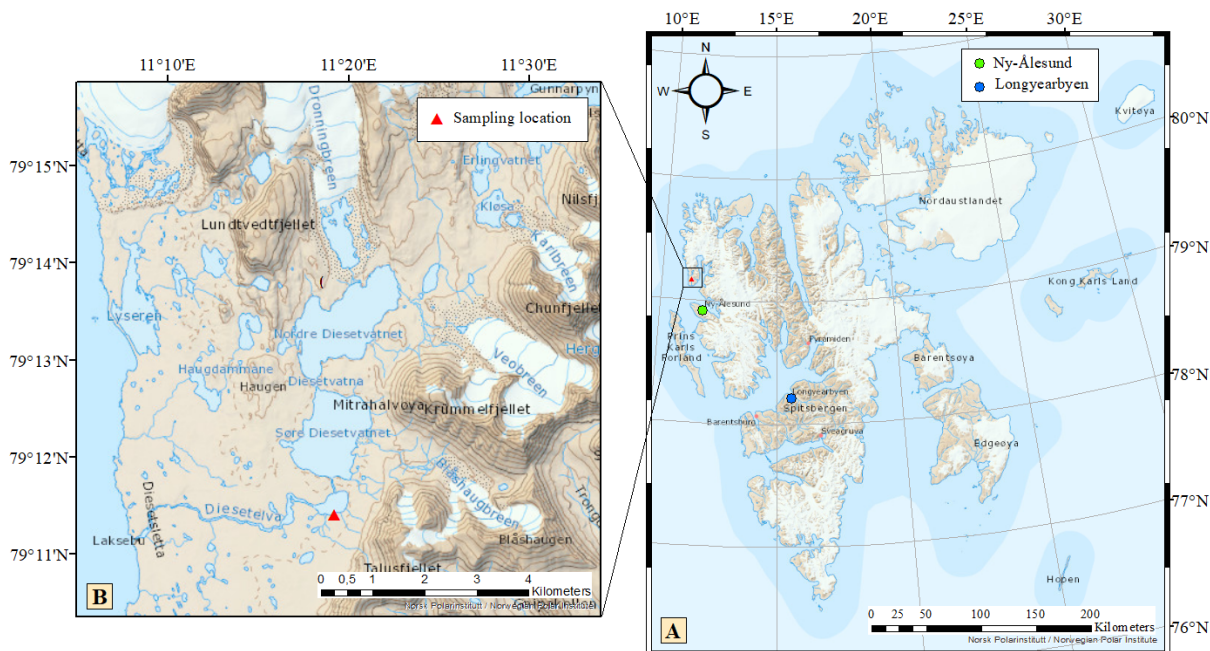 11°10'E
11°20'E
11°30'E
79°15'N
79°14'N
79°13'N
79°12'N
79°11'N
Sampling location
Gunnarpyn
Dronningbreen
Erlingvatnet
Kløsa
Nilsfj
Lundtvedtfjellet
Karlbreen
Chunfjellet
Lyseren
Nordre Diesetvatnet
Herg
Veobreen
Haugdammane
Haugen
Diesetvatna
Mitrahalvøya
Krümmelfjellet
Søre Diesetvatnet
Blåshaugbreen
Diesetsletta
Dieselelva
Laksebu
Blåshaugen
Talusfjellet
0 0,5 1 2 3 4
Kilometers
Norsk Polarinstitutt / Norwegian Polar Institute
B
10°E
15°E
20°E
25°E
30°E
80°N
79°N
78°N
77°N
76°N
N
W
E
S
Ny-Ålesund
Longyearbyen
Kvitøya
Nordaustlandet
Kong Karls Land
Ny-Ålesund
Prins
Karls
Forland
Pyramiden
Barentsøya
Longyearbyen
Spitsbergen
Barentsburg
Sveagruva
Edgeøya
Hopen
0 25 50 100 150 200
Kilometers
Norsk Polarinstitutt / Norwegian Polar Institute
A